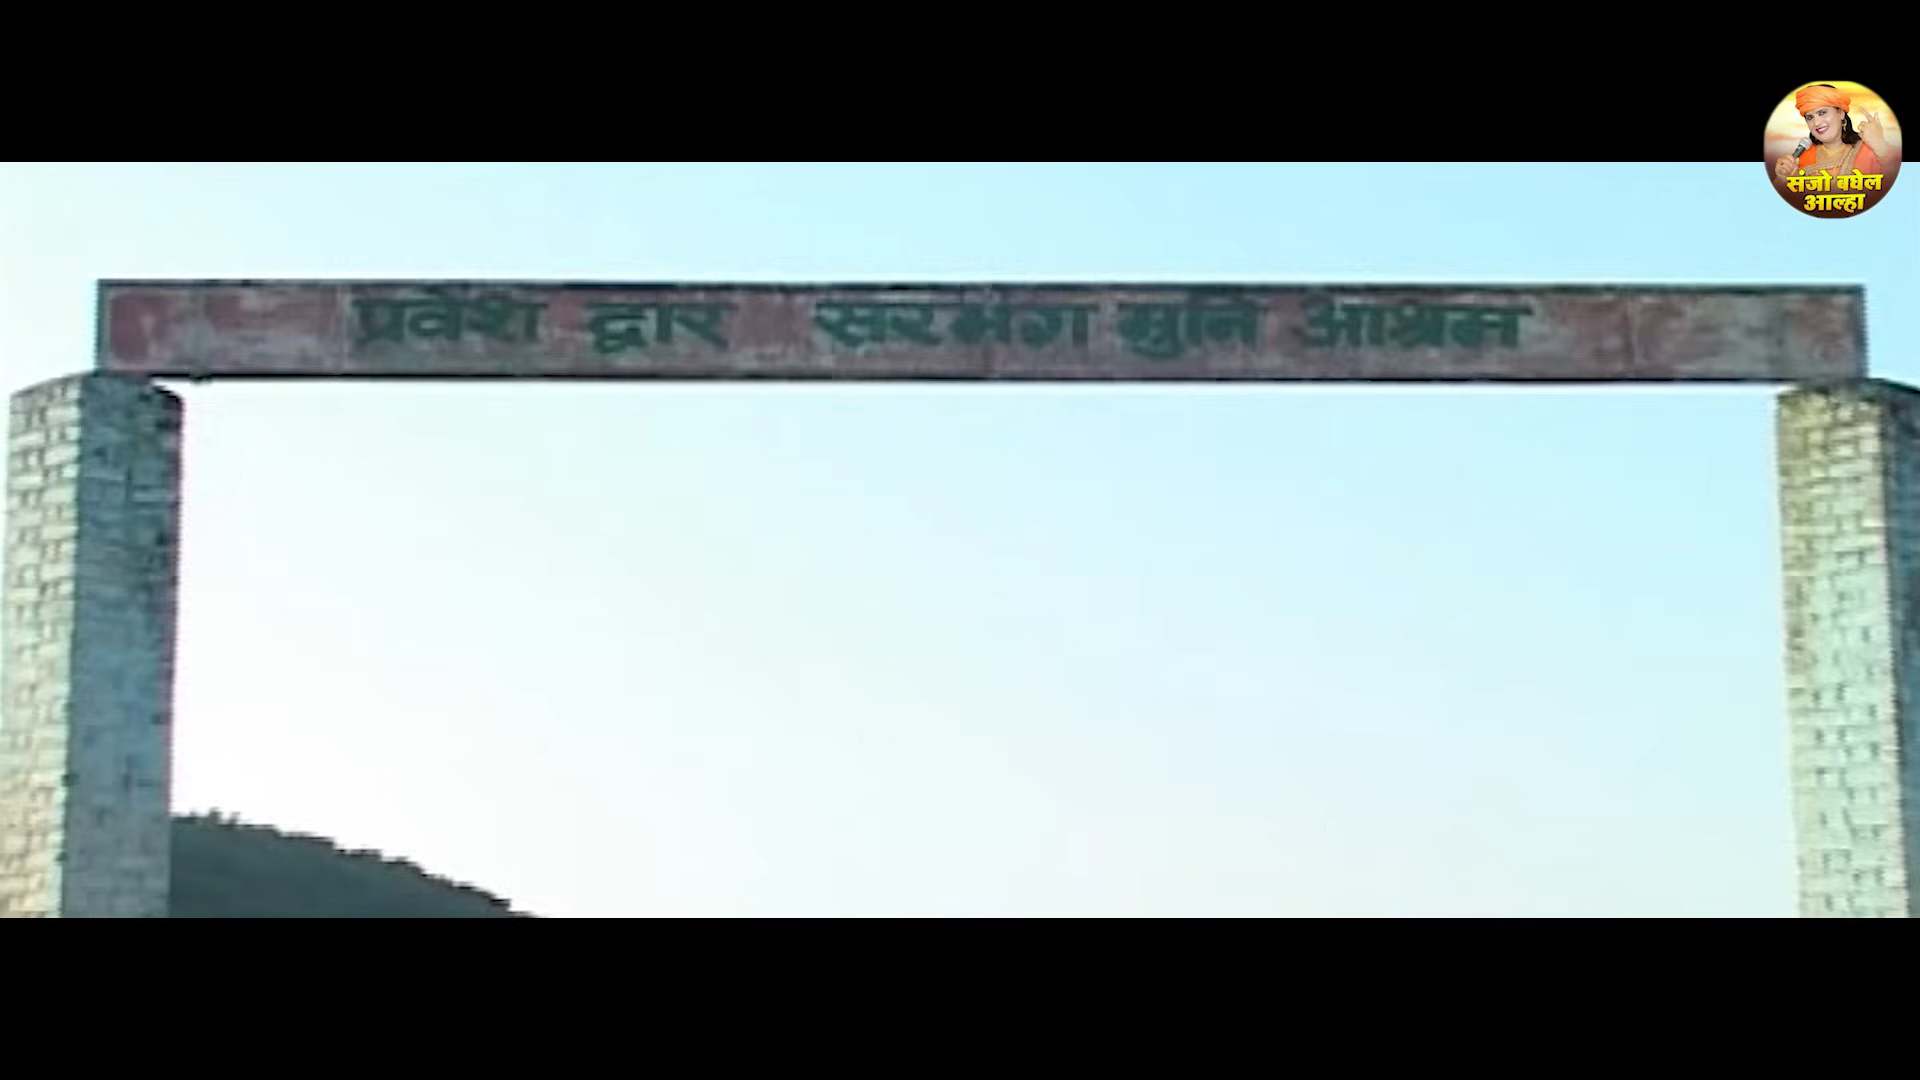 संजो बघेल
आल्हा
प्रवेश द्वार सरभंग मुनि आश्रम